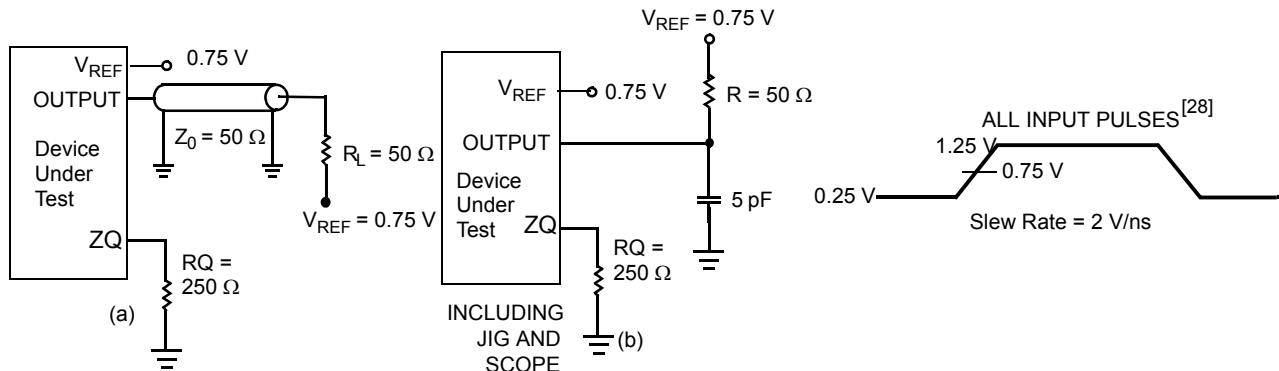 V_REF
0.75 V
OUTPUT
Z0 = 50 Ω
Device
Under
Test
R_L = 50 Ω
V_REF = 0.75 V
ZQ
RQ =
250 Ω
(a)
V_REF = 0.75 V
R = 50 Ω
V_REF
0.75 V
OUTPUT
Device
Under
Test
5 pF
ZQ
RQ =
250 Ω
INCLUDING
JIG AND
SCOPE
(b)
ALL INPUT PULSES[28]
1.25 V
0.75 V
0.25 V
Slew Rate = 2 V/ns